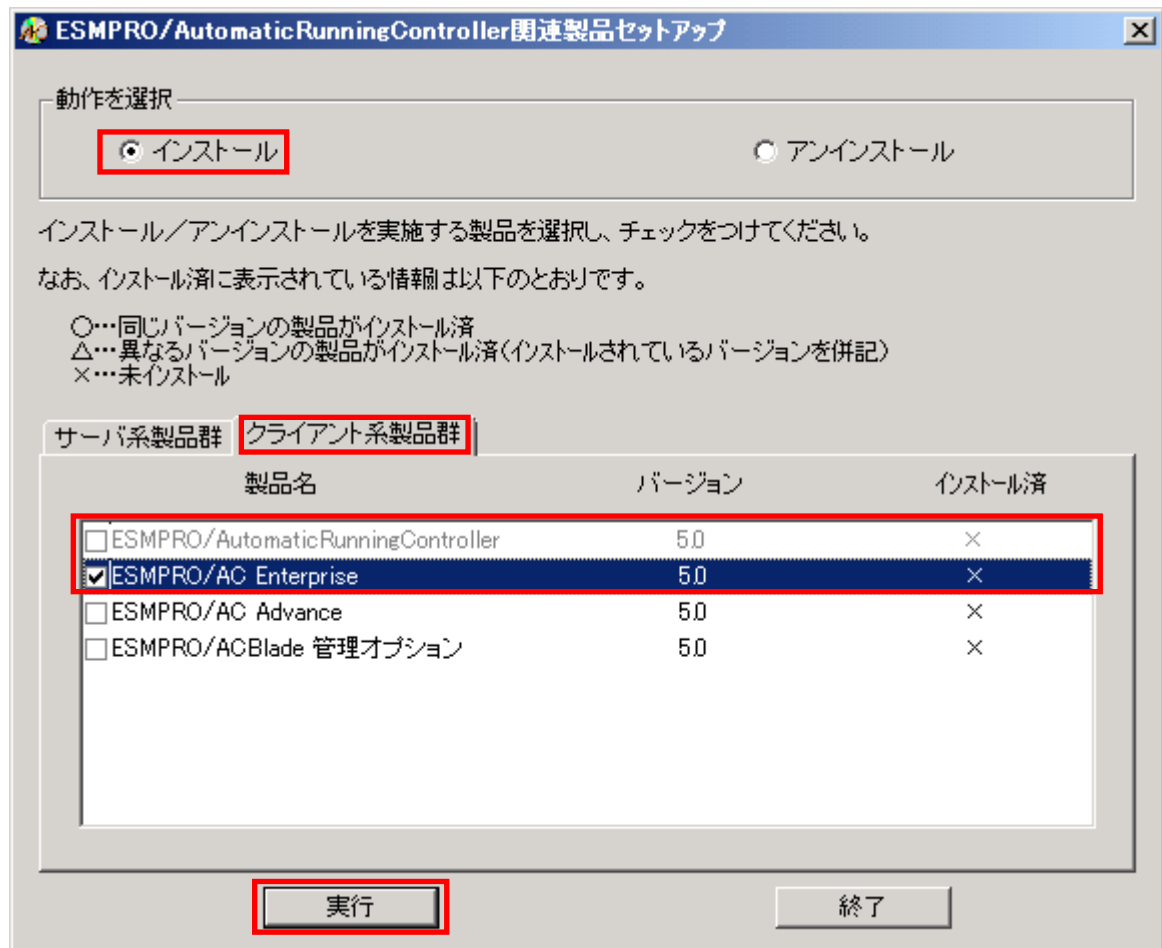 ESMPRO/AutomaticRunningController関連製品セットアップ
動作を選択
インストール アンインストール
インストール／アンインストールを実施する製品を選択し、チェックをつけてください。
なお、インストール済に表示されている情報は以下のとおりです。
○…同じバージョンの製品がインストール済
△…異なるバージョンの製品がインストール済(インストールされているバージョンを併記)
×…未インストール
サーバ系製品群 クライアント系製品群
製品名 バージョン インストール済
ESMPRO/AutomaticRunningController 5.0 ×
ESMPRO/AC Enterprise 5.0 ×
ESMPRO/AC Advance 5.0 ×
ESMPRO/ACBlade 管理オプション 5.0 ×
実行 終了